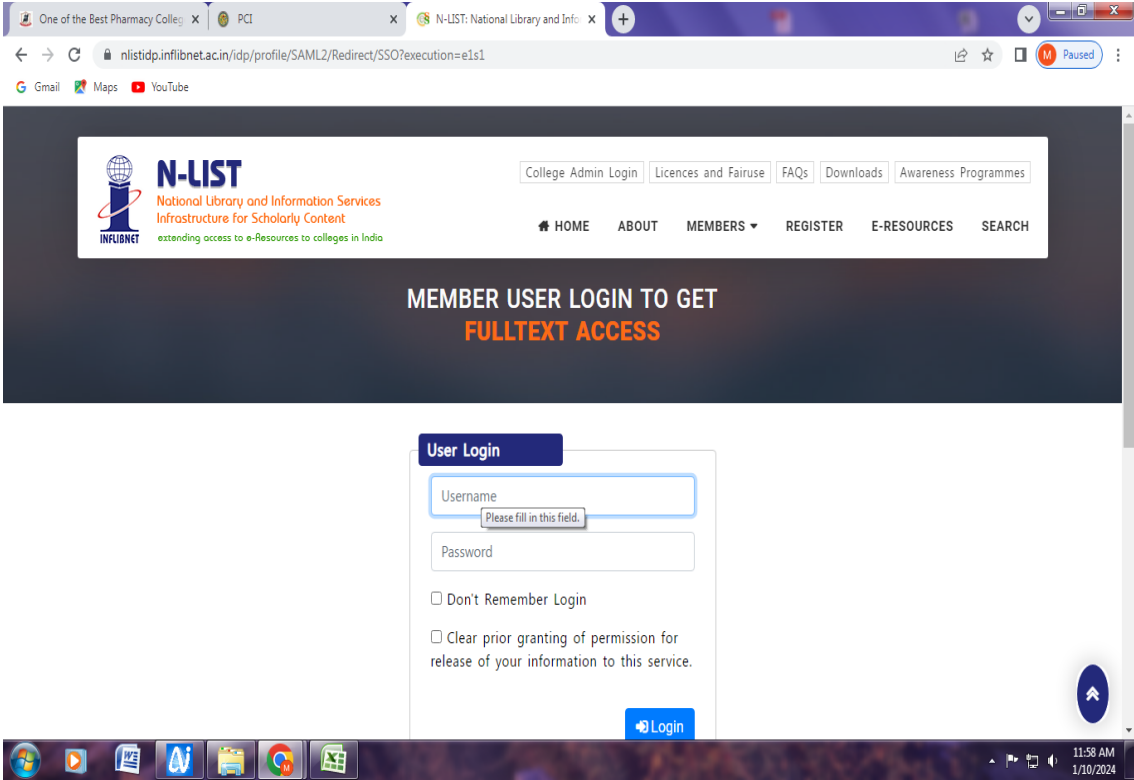 One of the Best Pharmacy Colleg
PCI
N-LIST: National Library and Info
nlistidp.inflibnet.ac.in/idp/profile/SAML2/Redirect/SSO?execution=e1s1
M Paused
Gmail Maps YouTube
N-LIST
National Library and Information Services
Infrastructure for Scholarly Content
extending access to e-Resources to colleges in India
INFLIBNET
College Admin Login Licences and Fairuse FAQs Downloads Awareness Programmes
HOME ABOUT MEMBERS REGISTER E-RESOURCES SEARCH
MEMBER USER LOGIN TO GET
FULLTEXT ACCESS
User Login
Username
Please fill in this field.
Password
Don't Remember Login
Clear prior granting of permission for
release of your information to this service.
Login
11:58 AM
1/10/2024